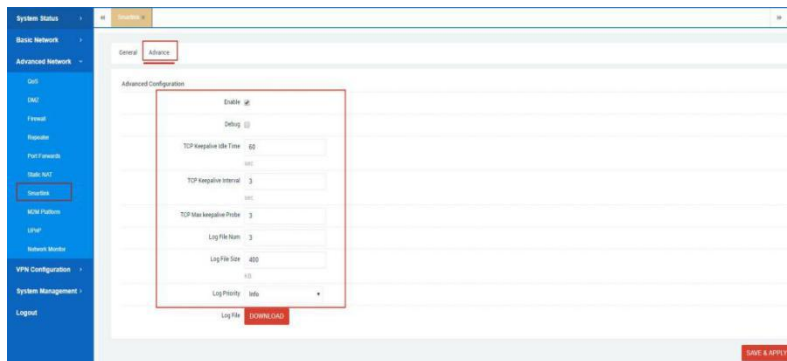 System Status
Basic Network
Advanced Network
QoS
DMZ
Firewall
Repeater
Port Forwards
Static NAT
Smartlink
M2M Platform
UPnP
Network Monitor
VPN Configuration
System Management
Logout
Smartlink
General Advance
Advanced Configuration
Enable
Debug
TCP Keepalive Idle Time 60
sec
TCP Keepalive Interval 3
sec
TCP Max keepalive Probe 3
Log File Num 3
Log File Size 400
KB
Log Priority Info
Log File DOWNLOAD
SAVE & APPLY